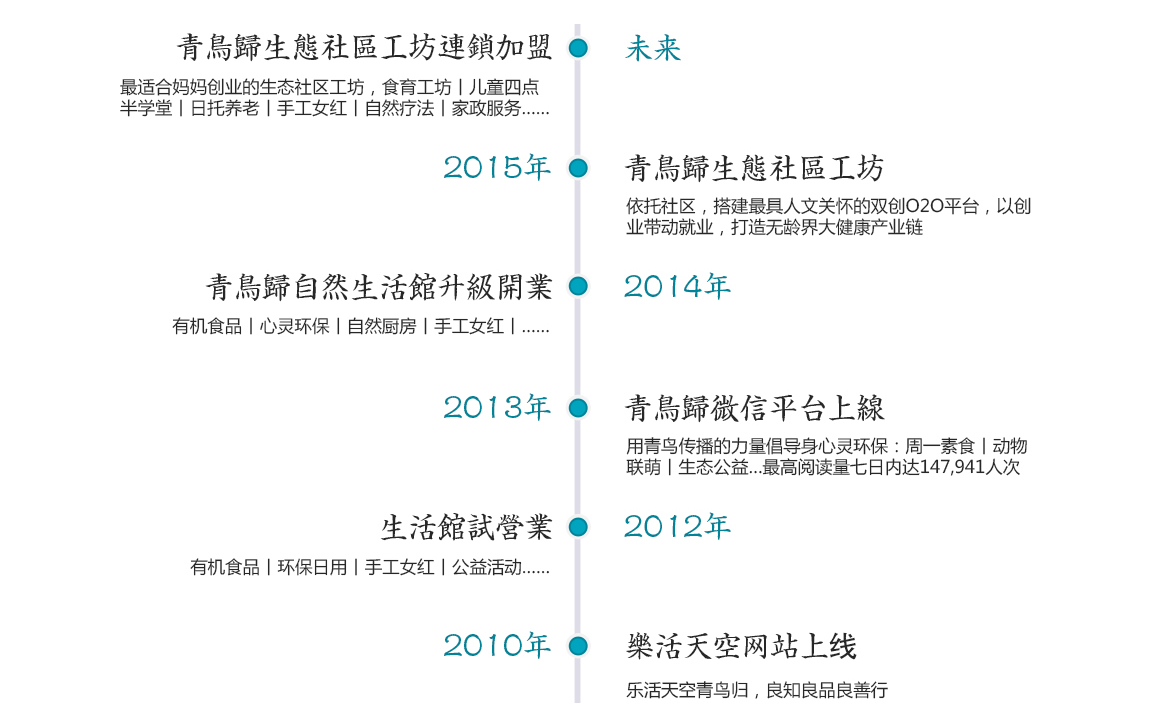 青鳥歸生態社區工坊連鎖加盟
未来
最适合妈妈创业的生态社区工坊，食育工坊丨儿童四点
半学堂丨日托养老丨手工女红丨自然疗法丨家政服务......
2015年
青鳥歸生態社區工坊
依托社区，搭建最具人文关怀的双创O2O平台，以创
业带动就业，打造无龄界大健康产业链
青鳥歸自然生活館升級開業
2014年
有机食品丨心灵环保丨自然厨房丨手工女红丨......
2013年
青鳥歸微信平台上線
用青鸟传播的力量倡导身心灵环保：周一素食丨动物
联萌丨生态公益...最高阅读量七日内达147,941人次
生活館試營業
2012年
有机食品丨环保日用丨手工女红丨公益活动......
2010年
樂活天空网站上线
乐活天空青鸟归，良知良品良善行